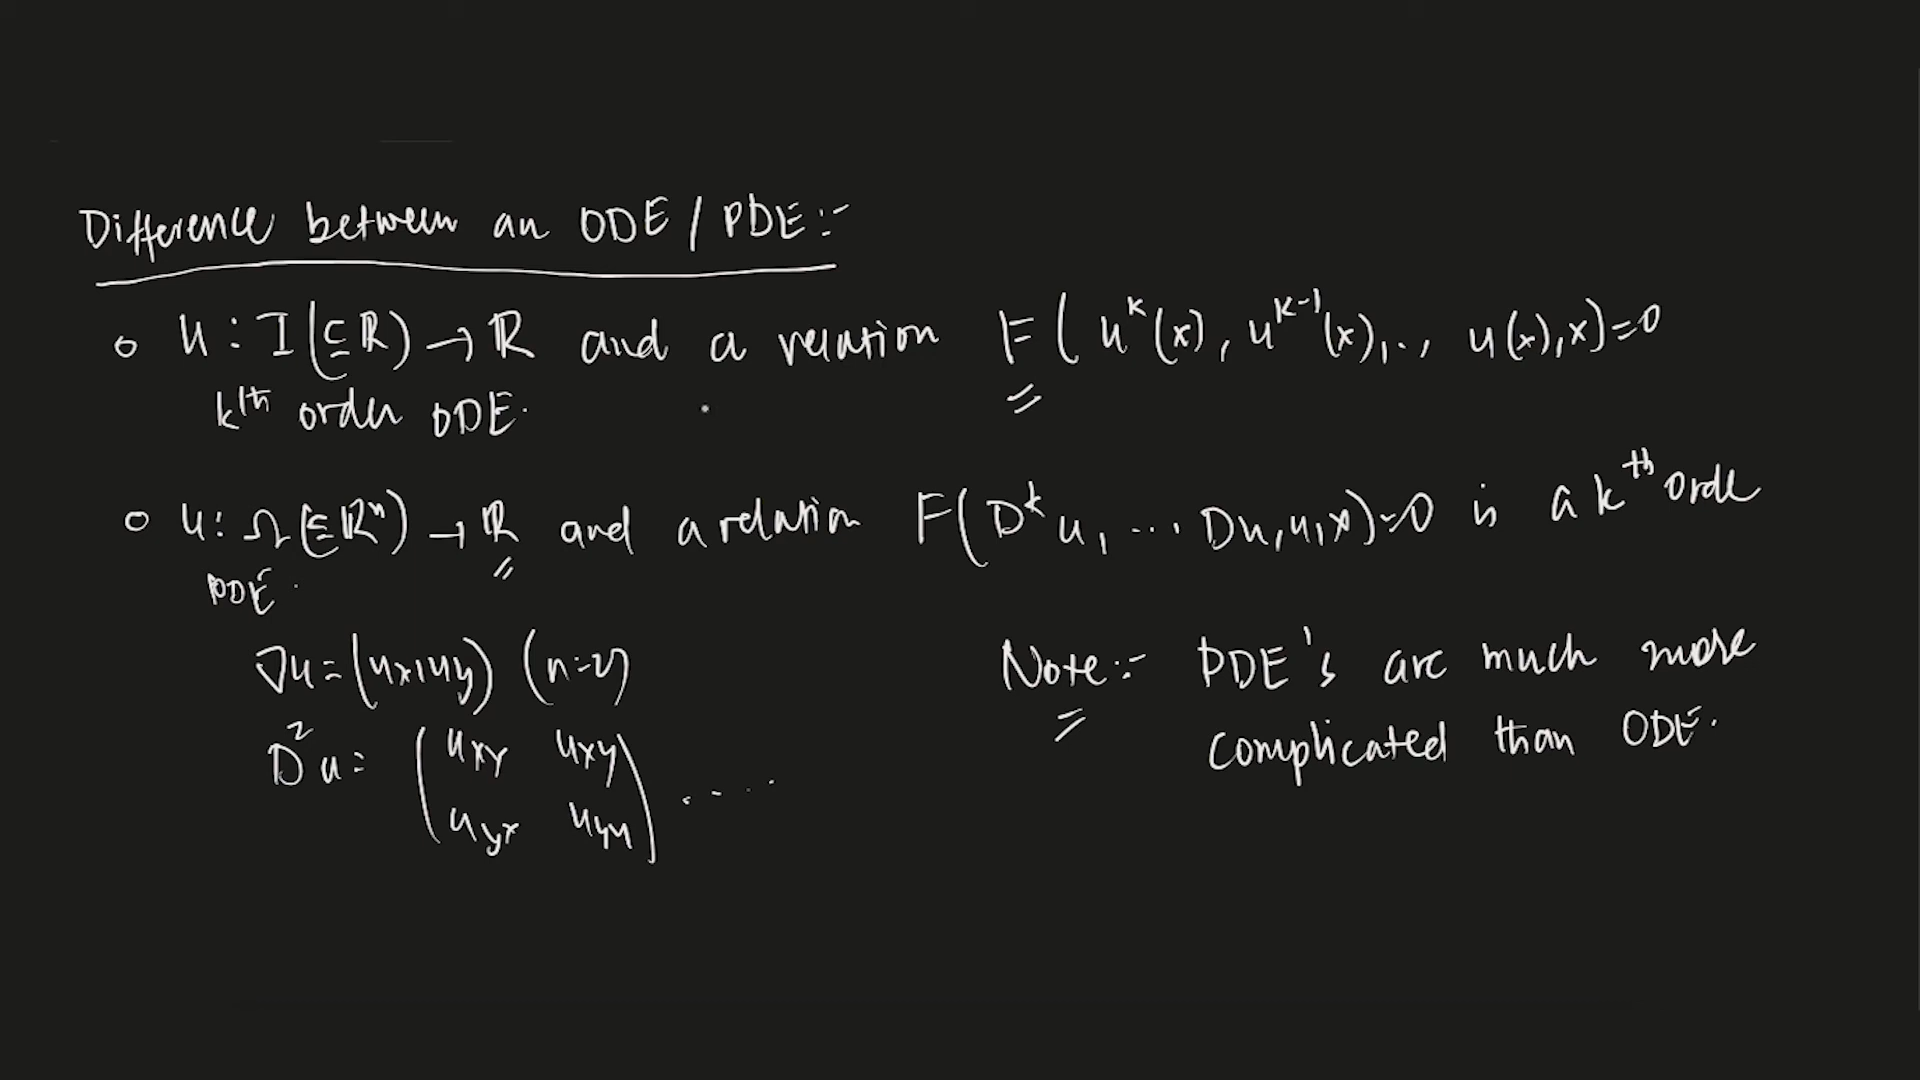 Difference between an ODE / PDE :-
○ u : I (⊆ ℝ) → ℝ and a relation F( u^k(x), u^{k-1}(x), .., u(x), x)=0
k^th order ODE.
○ u : Ω (⊆ ℝ^n) → ℝ and a relation F(D^k u, ... Du, u, x)=0 is a k^th orde
PDE.
∇u = (u_x, u_y) (n=2)
D^2 u = ( u_xy u_xy
u_yx u_yy ) .....
Note :- PDE's are much more
complicated than ODE.